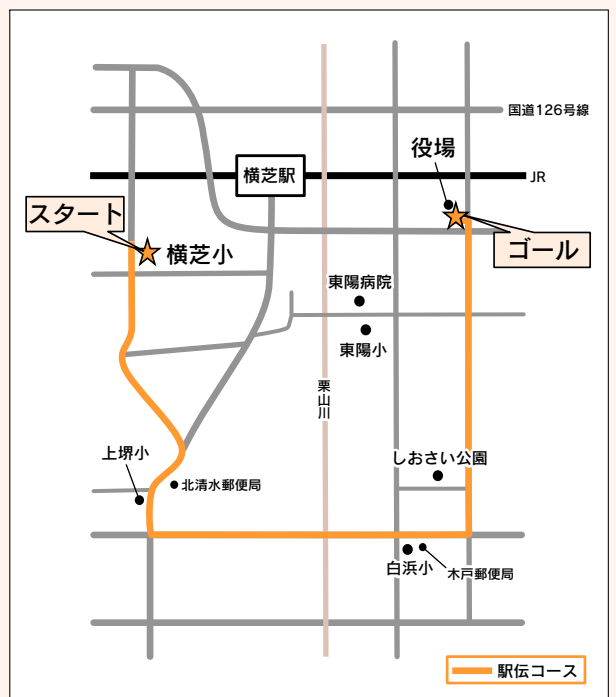 国道126号線
役場
横芝駅
JR
スタート
横芝小
ゴール
東陽病院
東陽小
栗山川
上堺小
しおさい公園
北清水郵便局
白浜小
木戸郵便局
駅伝コース